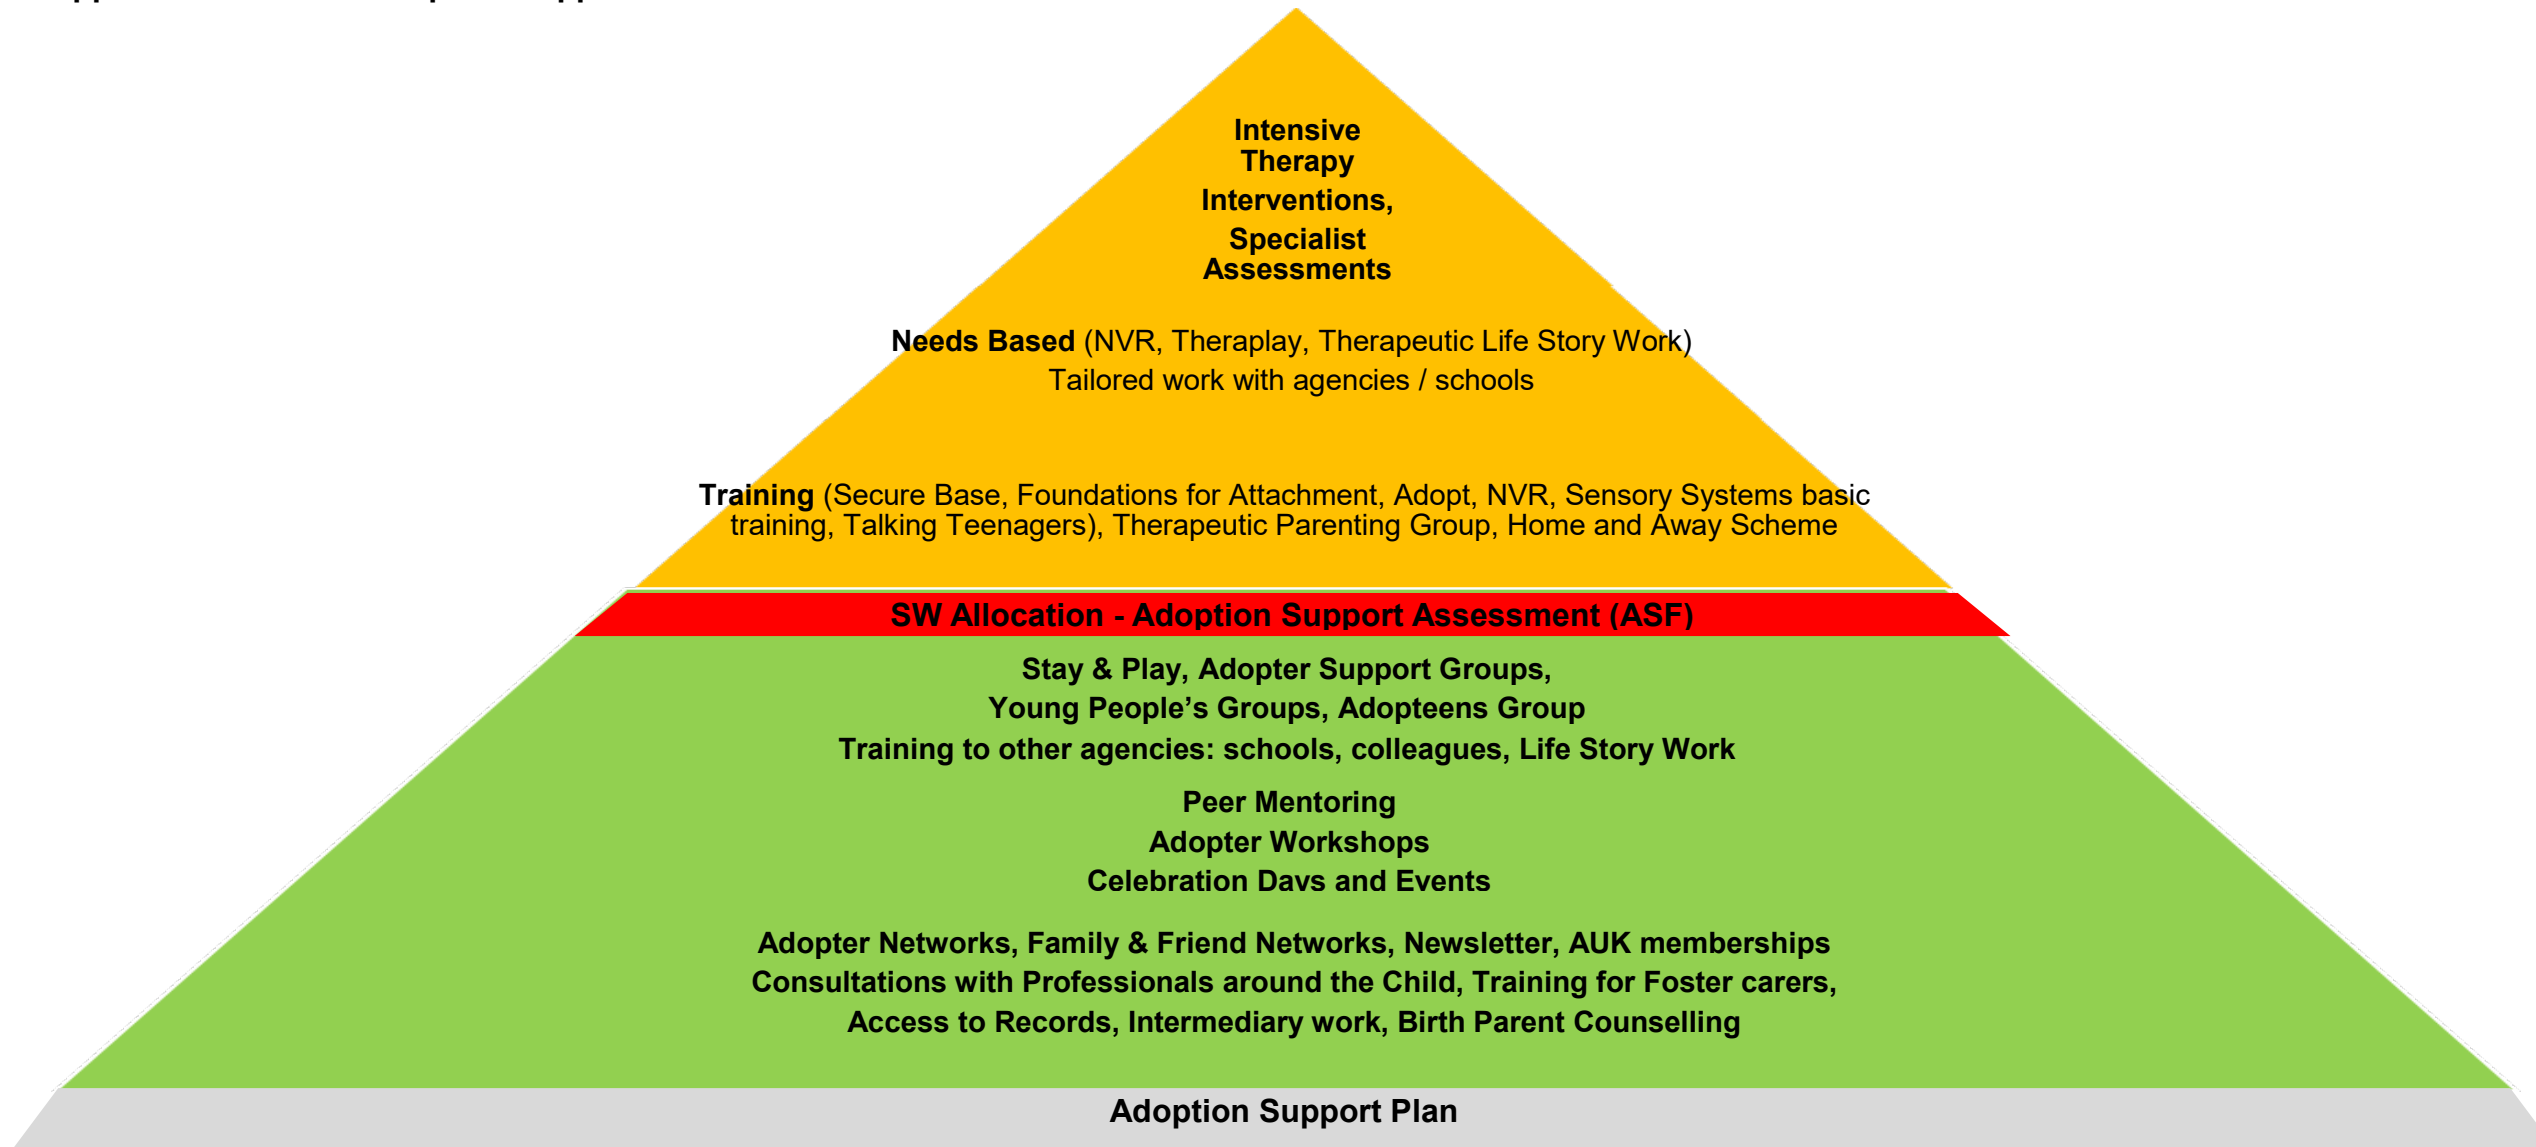 Intensive
Therapy
Interventions,
Specialist
Assessments
Needs Based (NVR, Theraplay, Therapeutic Life Story Work)
Tailored work with agencies / schools
Training (Secure Base, Foundations for Attachment, Adopt, NVR, Sensory Systems basic
training, Talking Teenagers), Therapeutic Parenting Group, Home and Away Scheme
SW Allocation - Adoption Support Assessment (ASF)
Stay & Play, Adopter Support Groups,
Young People’s Groups, Adopteens Group
Training to other agencies: schools, colleagues, Life Story Work
Peer Mentoring
Adopter Workshops
Celebration Days and Events
Adopter Networks, Family & Friend Networks, Newsletter, AUK memberships
Consultations with Professionals around the Child, Training for Foster carers,
Access to Records, Intermediary work, Birth Parent Counselling
Adoption Support Plan